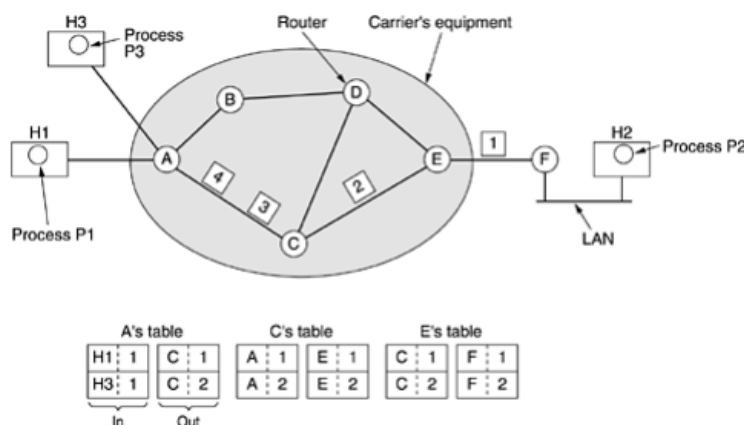 H3
Process
P3
Router
Carrier's equipment
B
D
H1
A
4
3
2
E
1
F
H2
Process P2
Process P1
C
LAN
A's table
C's table
E's table
H1 1 C 1 A 1 E 1 C 1 F 1
H3 1 C 2 A 2 E 2 C 2 F 2
In Out